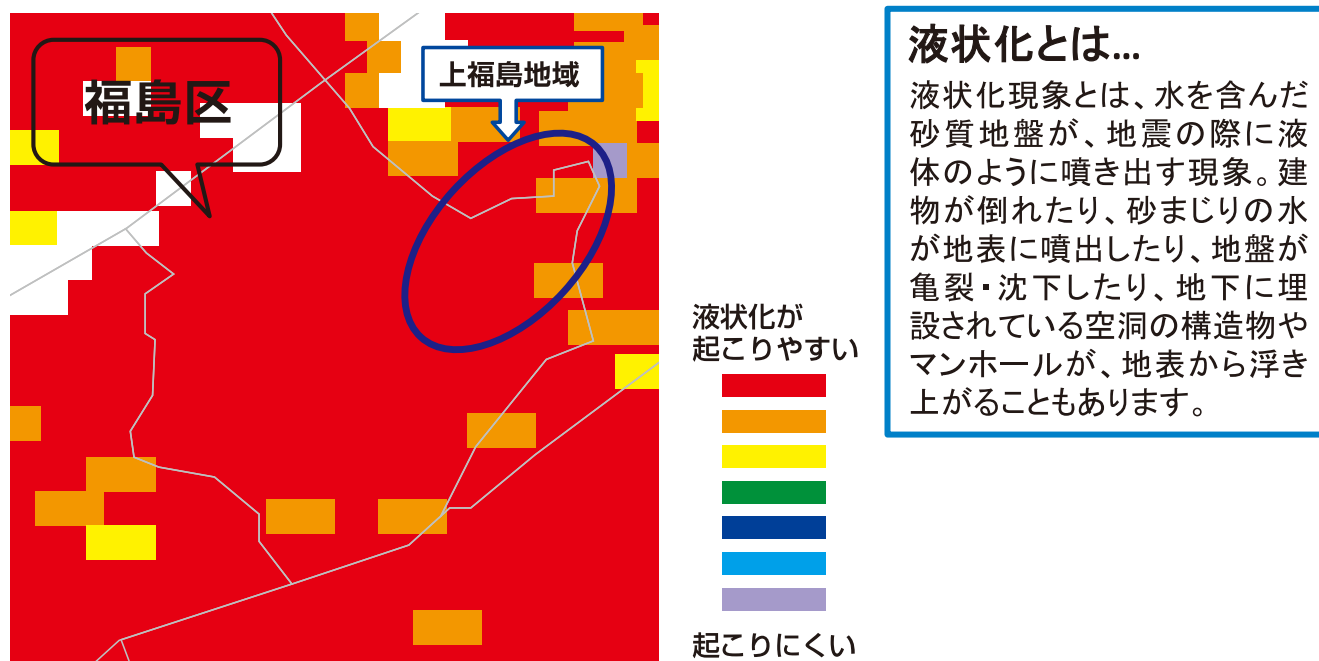 福島区
上福島地域
液状化が
起こりやすい
起こりにくい
液状化とは...
液状化現象とは、水を含んだ
砂質地盤が、地震の際に液
体のように噴き出す現象。建
物が倒れたり、砂まじりの水
が地表に噴出したり、地盤が
亀裂・沈下したり、地下に埋
設されている空洞の構造物や
マンホールが、地表から浮き
上がることもあります。